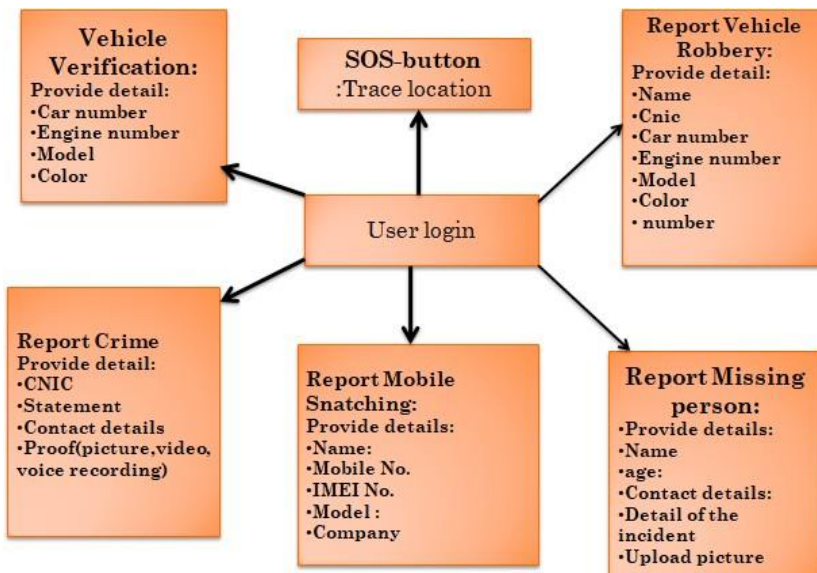 Vehicle
Verification:
Provide detail:
•Car number
•Engine number
•Model
•Color
SOS-button
:Trace location
Report Vehicle
Robbery:
Provide detail:
•Name
•Cnic
•Car number
•Engine number
•Model
•Color
• number
User login
Report Crime
Provide detail:
•CNIC
•Statement
•Contact details
•Proof(picture,video,
voice recording)
Report Mobile
Snatching:
Provide details:
•Name:
•Mobile No.
•IMEI No.
•Model :
•Company
Report Missing
person:
•Provide details:
•Name
•age:
•Contact details:
•Detail of the
incident
•Upload picture